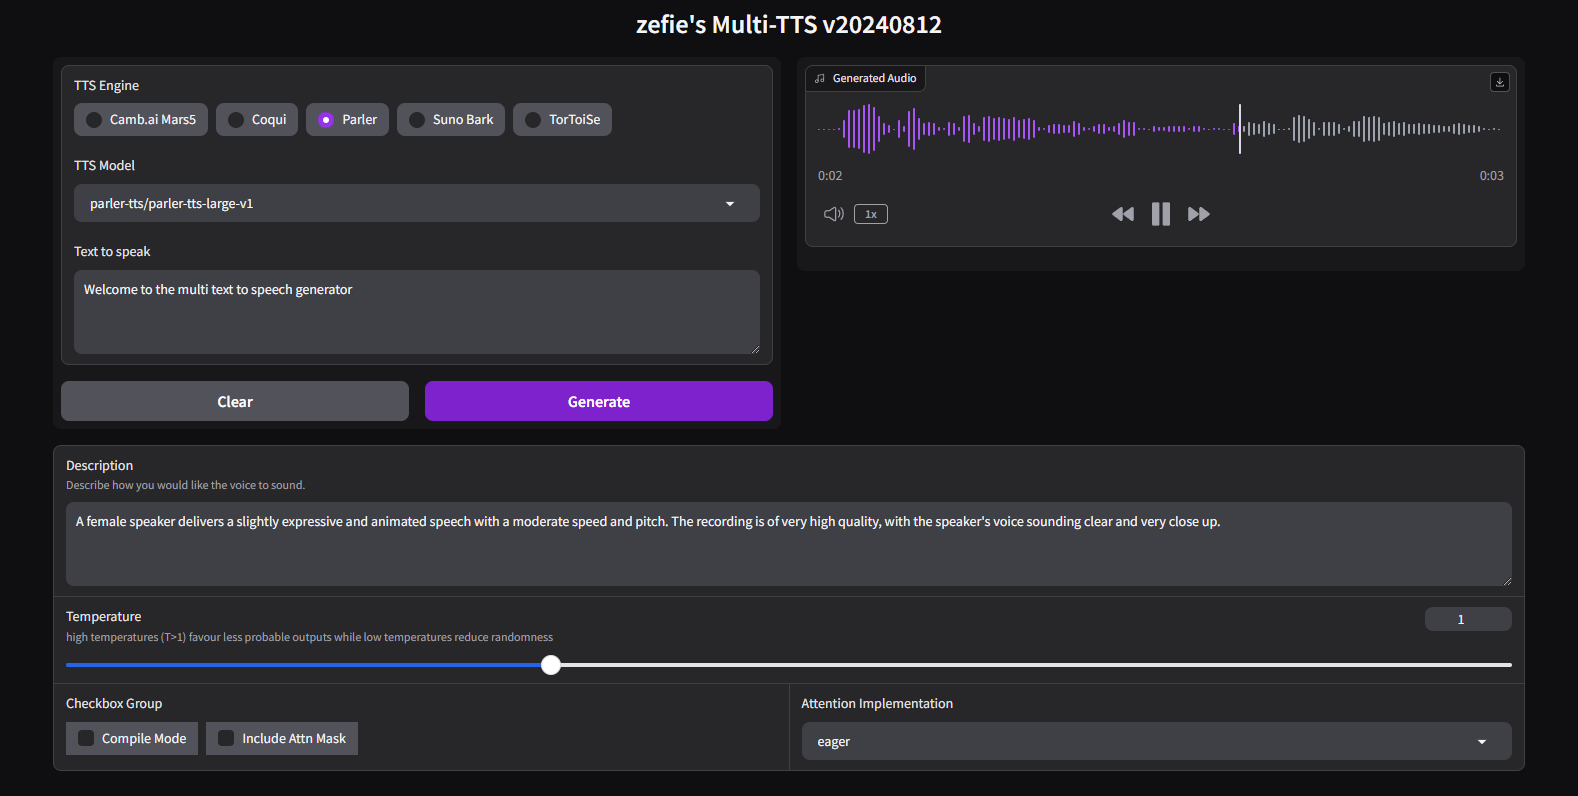 zefie's Multi-TTS v20240812
TTS Engine
Camb.ai Mars5
Coqui
Parler
Suno Bark
TorToiSe
TTS Model
parler-tts/parler-tts-large-v1
Text to speak
Welcome to the multi text to speech generator
Clear
Generate
Generated Audio
0:02
0:03
1x
Description
Describe how you would like the voice to sound.
A female speaker delivers a slightly expressive and animated speech with a moderate speed and pitch. The recording is of very high quality, with the speaker's voice sounding clear and very close up.
Temperature
1
high temperatures (T>1) favour less probable outputs while low temperatures reduce randomness
Checkbox Group
Compile Mode
Include Attn Mask
Attention Implementation
eager